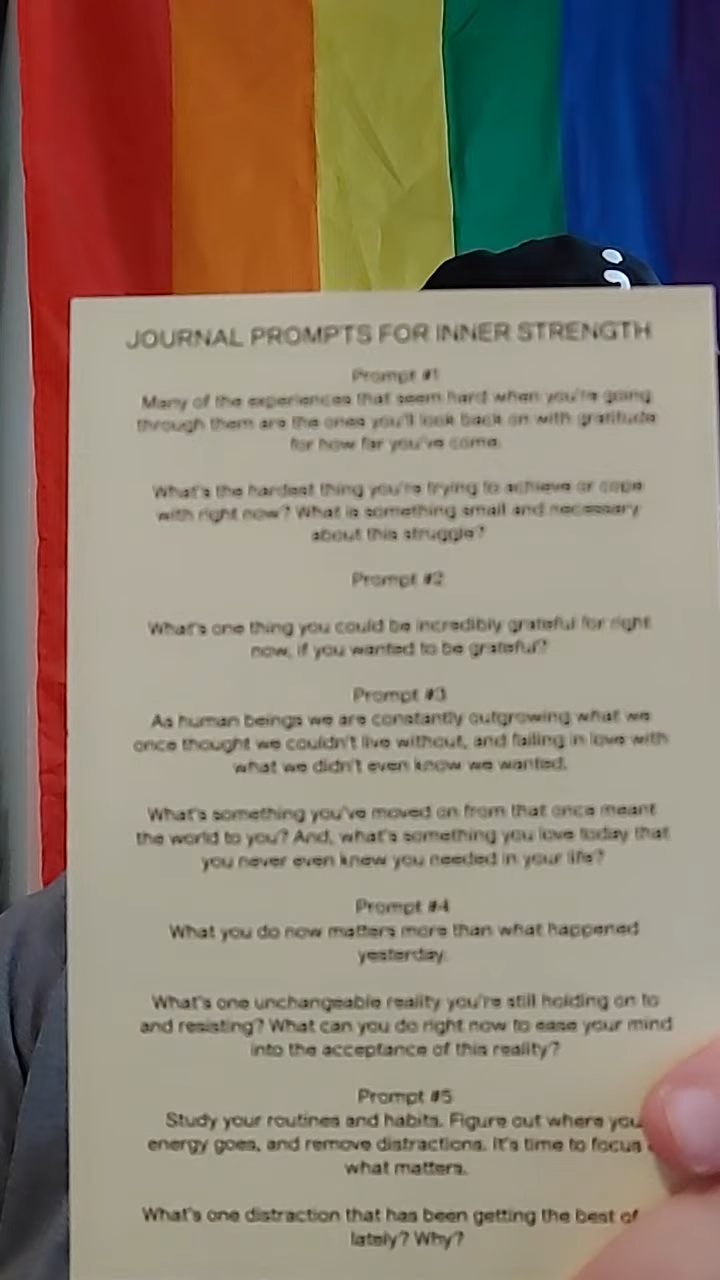 JOURNAL PROMPTS FOR INNER STRENGTH
Prompt #1
Many of the experiences that seem hard when you're going
through them are the ones you'll look back on with gratitude
for how far you've come.
What's the hardest thing you're trying to achieve or cope
with right now? What is something small and necessary
about this struggle?
Prompt #2
What's one thing you could be incredibly grateful for right
now, if you wanted to be grateful?
Prompt #3
As human beings we are constantly outgrowing what we
once thought we couldn't live without, and falling in love with
what we didn't even know we wanted.
What's something you've moved on from that once meant
the world to you? And, what's something you love today that
you never even knew you needed in your life?
Prompt #4
What you do now matters more than what happened
yesterday.
What's one unchangeable reality you're still holding on to
and resisting? What can you do right now to ease your mind
into the acceptance of this reality?
Prompt #5
Study your routines and habits. Figure out where you
energy goes, and remove distractions. It's time to focus
what matters.
What's one distraction that has been getting the best of
lately? Why?